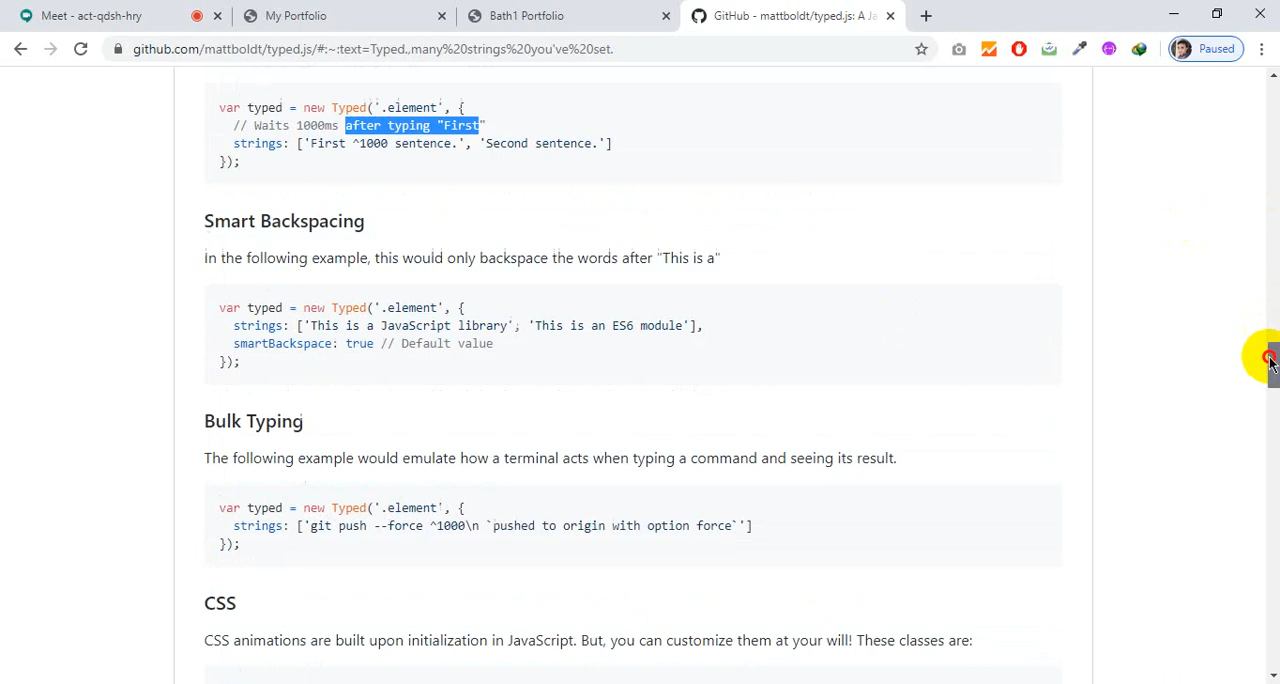 Meet - act-qdsh-hry
My Portfolio
Bath1 Portfolio
GitHub - mattboldt/typed.js: A Ja
github.com/mattboldt/typed.js/#:~:text=Typed.,many%20strings%20you've%20set.
Paused
var typed = new Typed('.element', {
// Waits 1000ms after typing "First"
strings: ['First ^1000 sentence.', 'Second sentence.']
});
Smart Backspacing
In the following example, this would only backspace the words after "This is a"
var typed = new Typed('.element', {
strings: ['This is a JavaScript library', 'This is an ES6 module'],
smartBackspace: true // Default value
});
Bulk Typing
The following example would emulate how a terminal acts when typing a command and seeing its result.
var typed = new Typed('.element', {
strings: ['git push --force ^1000\n `pushed to origin with option force`']
});
CSS
CSS animations are built upon initialization in JavaScript. But, you can customize them at your will! These classes are: